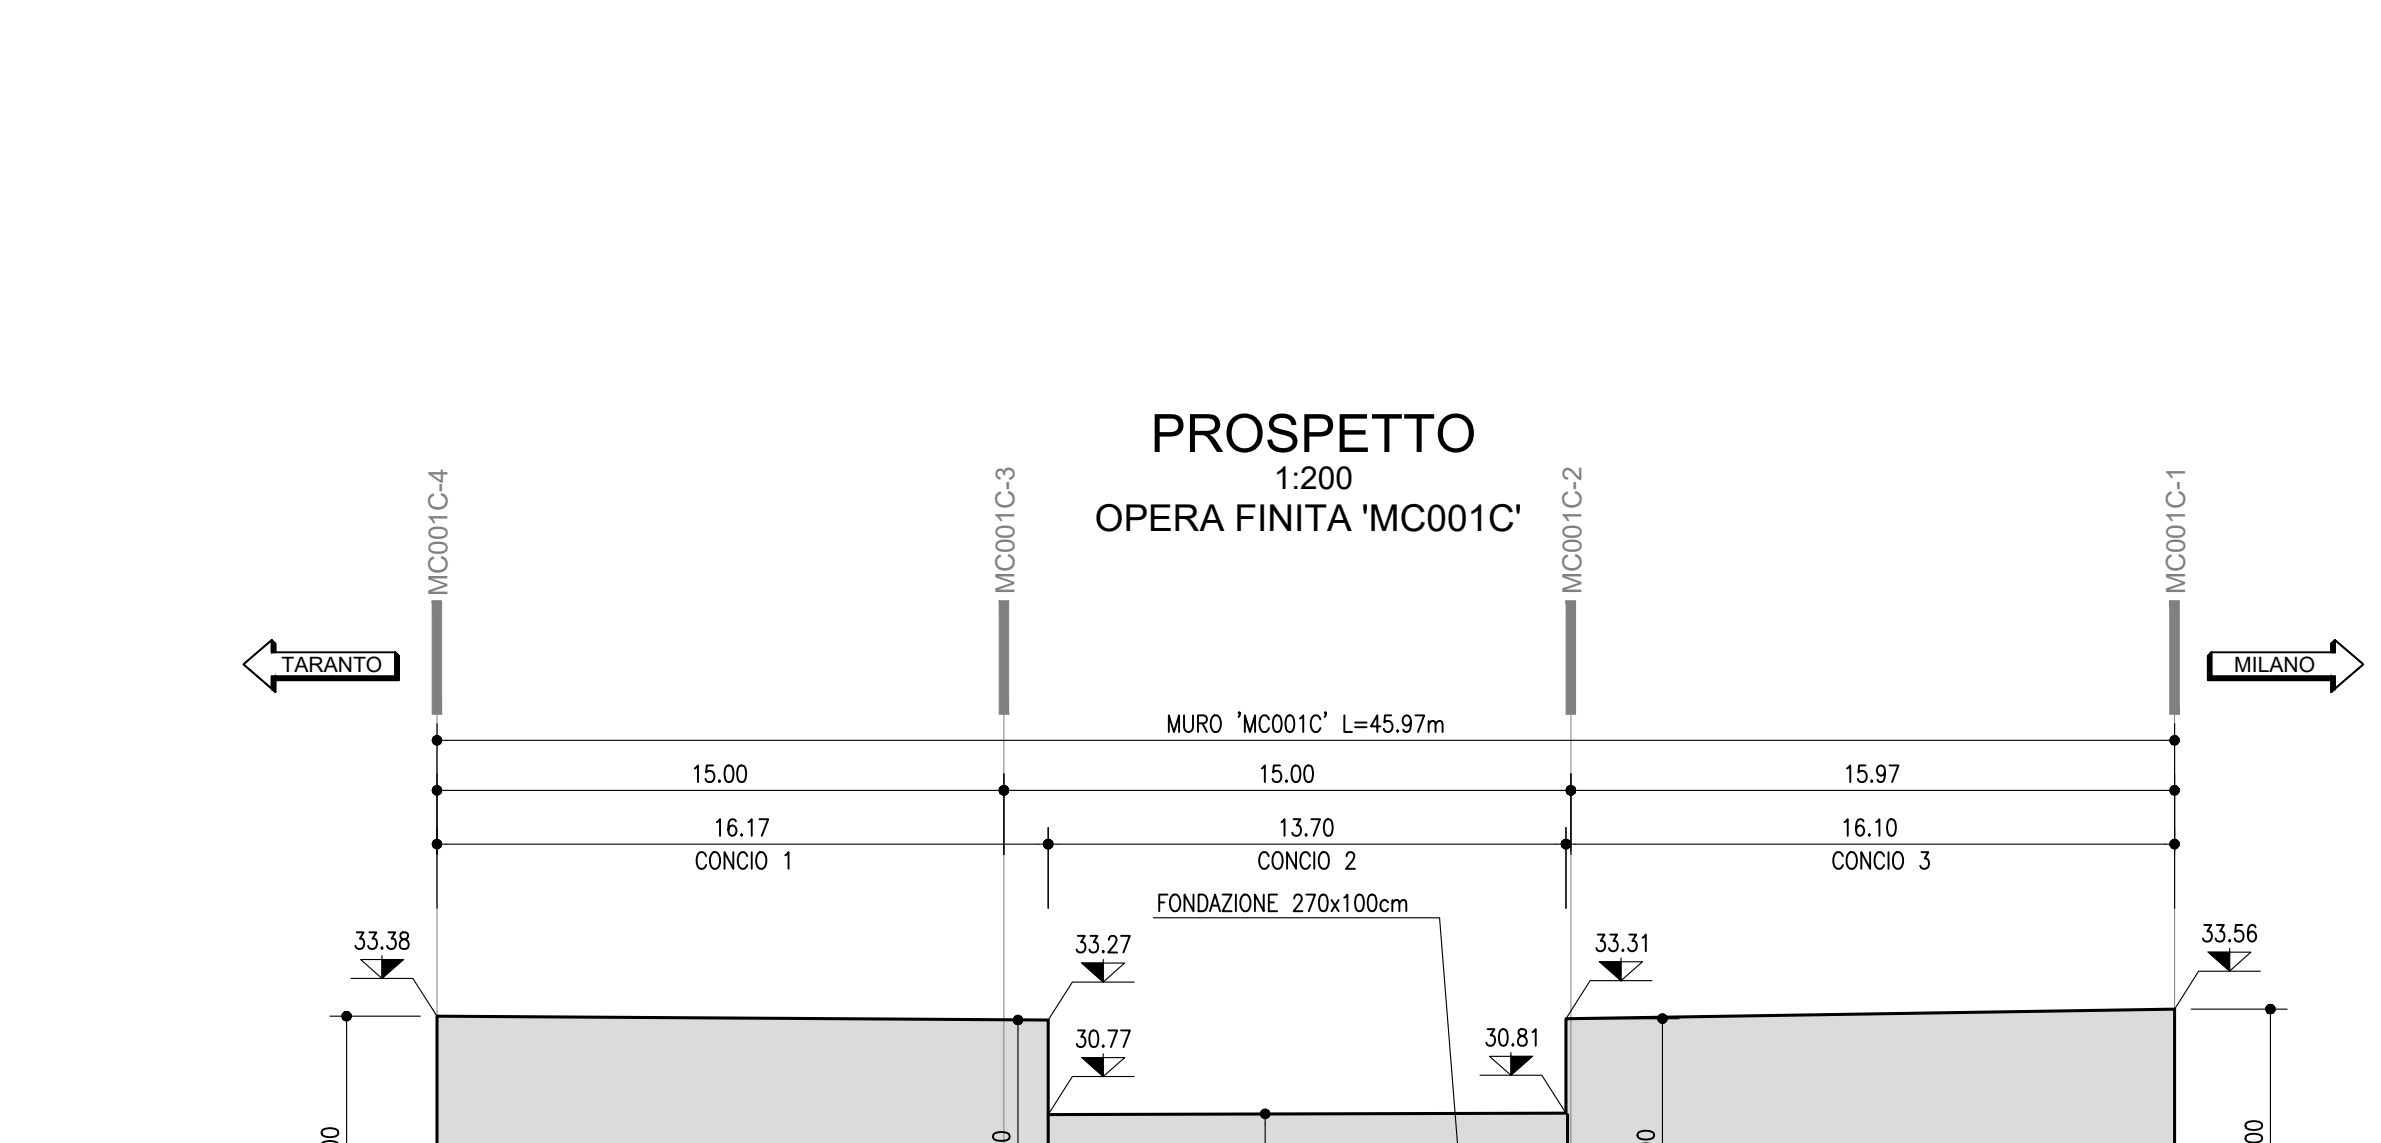 PROSPETTO
1:200
OPERA FINITA 'MC001C'
MC001C-4
MC001C-3
MC001C-2
MC001C-1
TARANTO
MILANO
MURO 'MC001C' L=45.97m
15.00
15.00
15.97
16.17
13.70
16.10
CONCIO 1
CONCIO 2
CONCIO 3
FONDAZIONE 270x100cm
33.38
33.27
33.31
33.56
30.77
30.81